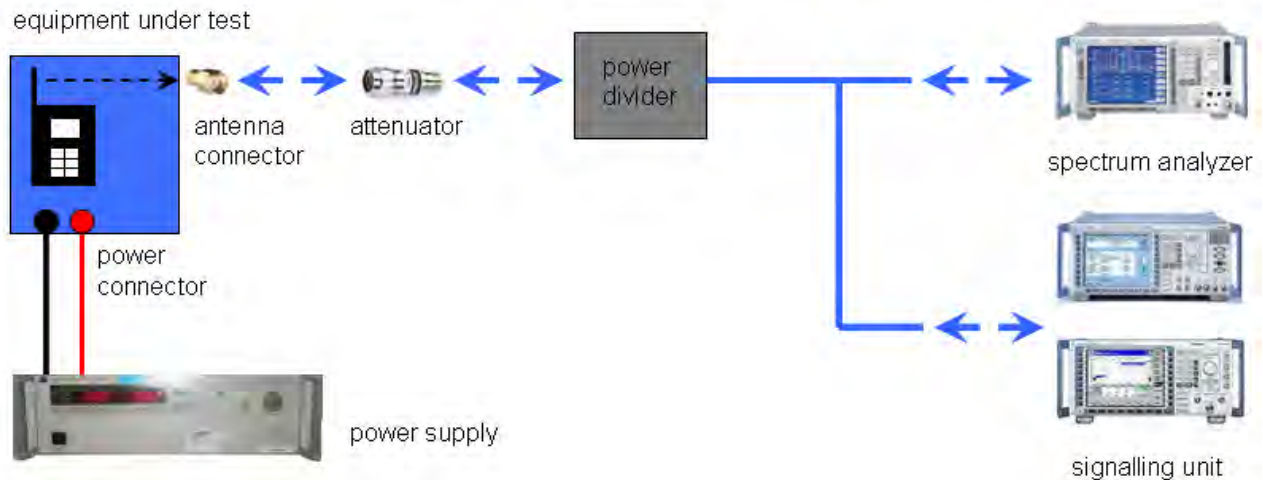 equipment under test
antenna
connector
attenuator
power
divider
spectrum analyzer
power
connector
power supply
signalling unit